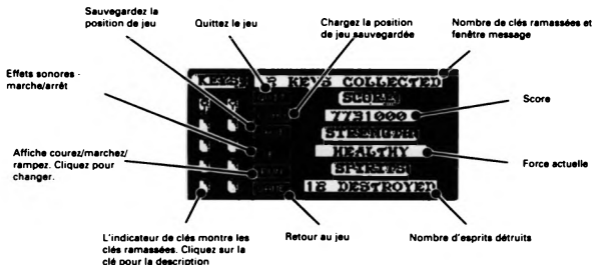 Sauvegardez la
position de jeu
Quittez le jeu
Chargez la position
de jeu sauvegardée
Nombre de clés ramassées et
fenêtre message
Effets sonores -
marche/arrêt
Affiche courez/marchez/
rampez. Cliquez pour
changer.
KEYS
KEYS COLLECTED
SCORE
7731000
STRENGTH
HEALTHY
SPYRITS
18 DESTROYED
Score
Force actuelle
L'indicateur de clés montre les
clés ramassées. Cliquez sur la
clé pour la description
Retour au jeu
Nombre d'esprits détruits